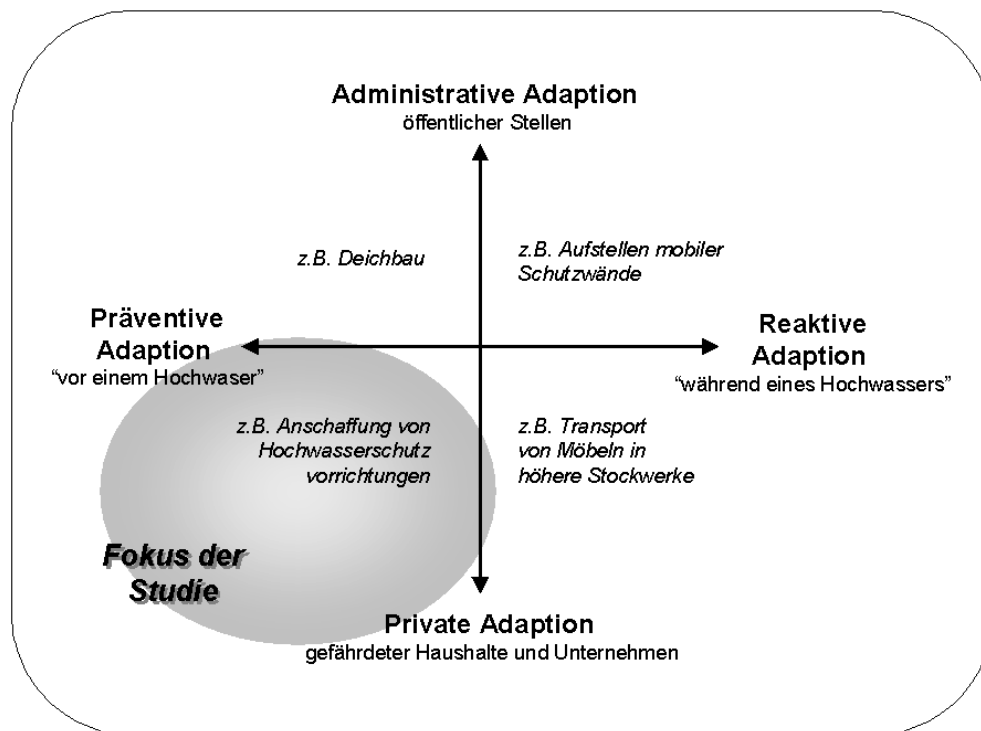 Administrative Adaption
öffentlicher Stellen
z.B. Deichbau
z.B. Aufstellen mobiler
Schutzwände
Präventive
Adaption
“vor einem Hochwaser”
Reaktive
Adaption
“während eines Hochwassers”
z.B. Anschaffung von
Hochwasserschutz
vorrichtungen
z.B. Transport
von Möbeln in
höhere Stockwerke
Fokus der
Studie
Private Adaption
gefährdeter Haushalte und Unternehmen